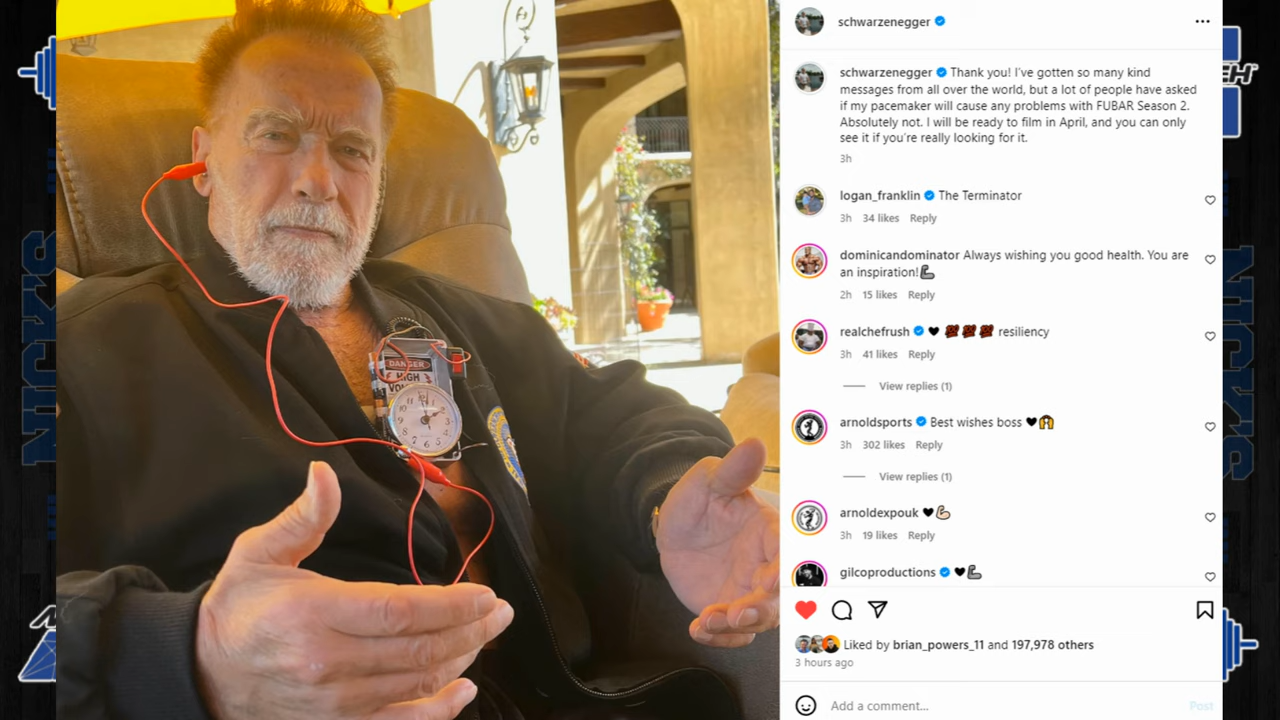 schwarzenegger
schwarzenegger Thank you! I've gotten so many kind
messages from all over the world, but a lot of people have asked
if my pacemaker will cause any problems with FUBAR Season 2.
Absolutely not. I will be ready to film in April, and you can only
see it if you're really looking for it.
3h
logan_franklin The Terminator
3h 34 likes Reply
dominicandominator Always wishing you good health. You are
an inspiration!
2h 15 likes Reply
realchefrush resiliency
3h 41 likes Reply
View replies (1)
arnoldsports Best wishes boss
3h 302 likes Reply
View replies (1)
arnoldexpouk
3h 19 likes Reply
gilcoproductions
Liked by brian_powers_11 and 197,978 others
3 hours ago
Add a comment...
Post
DANGER
HIGH
NICKS
NICKS